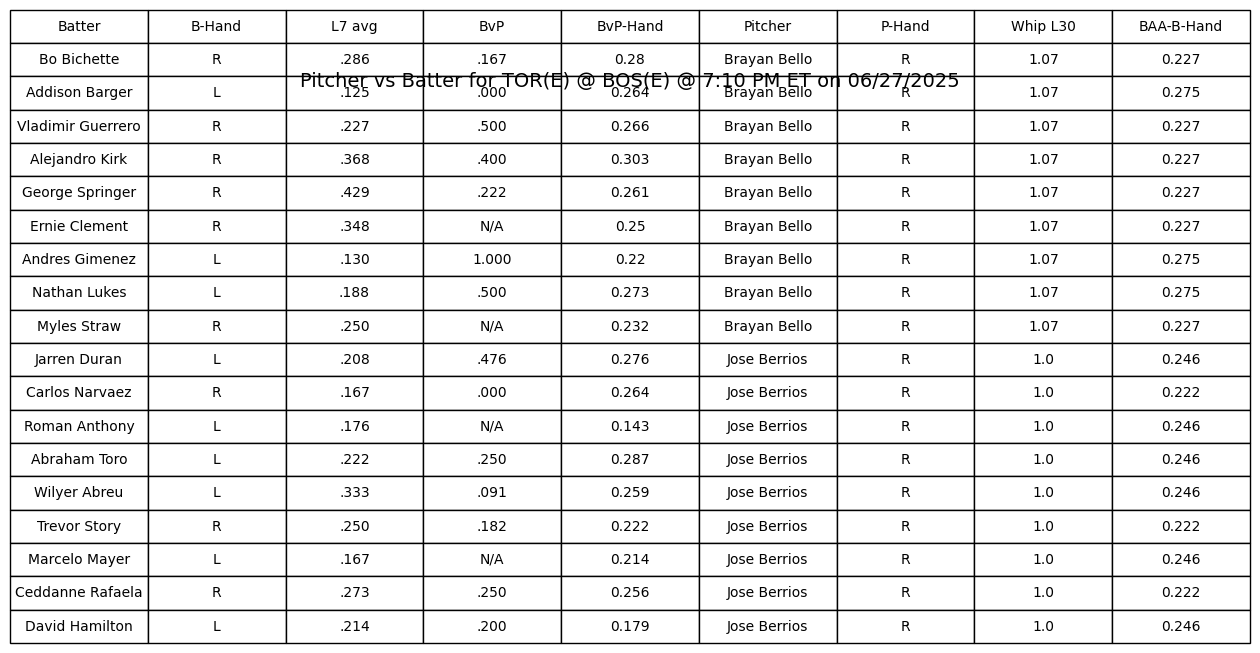 Batter B-Hand L7 avg BvP BvP-Hand Pitcher P-Hand Whip L30 BAA-B-Hand
Bo Bichette R .286 .167 0.28 Brayan Bello R 1.07 0.227
Pitcher vs Batter for TOR(E) @ BOS(E) @ 7:10 PM ET on 06/27/2025
Addison Barger L .125 .000 0.264 Brayan Bello R 1.07 0.275
Vladimir Guerrero R .227 .500 0.266 Brayan Bello R 1.07 0.227
Alejandro Kirk R .368 .400 0.303 Brayan Bello R 1.07 0.227
George Springer R .429 .222 0.261 Brayan Bello R 1.07 0.227
Ernie Clement R .348 N/A 0.25 Brayan Bello R 1.07 0.227
Andres Gimenez L .130 1.000 0.22 Brayan Bello R 1.07 0.275
Nathan Lukes L .188 .500 0.273 Brayan Bello R 1.07 0.275
Myles Straw R .250 N/A 0.232 Brayan Bello R 1.07 0.227
Jarren Duran L .208 .476 0.276 Jose Berrios R 1.0 0.246
Carlos Narvaez R .167 .000 0.264 Jose Berrios R 1.0 0.222
Roman Anthony L .176 N/A 0.143 Jose Berrios R 1.0 0.246
Abraham Toro L .222 .250 0.287 Jose Berrios R 1.0 0.246
Wilyer Abreu L .333 .091 0.259 Jose Berrios R 1.0 0.246
Trevor Story R .250 .182 0.222 Jose Berrios R 1.0 0.222
Marcelo Mayer L .167 N/A 0.214 Jose Berrios R 1.0 0.246
Ceddanne Rafaela R .273 .250 0.256 Jose Berrios R 1.0 0.222
David Hamilton L .214 .200 0.179 Jose Berrios R 1.0 0.246